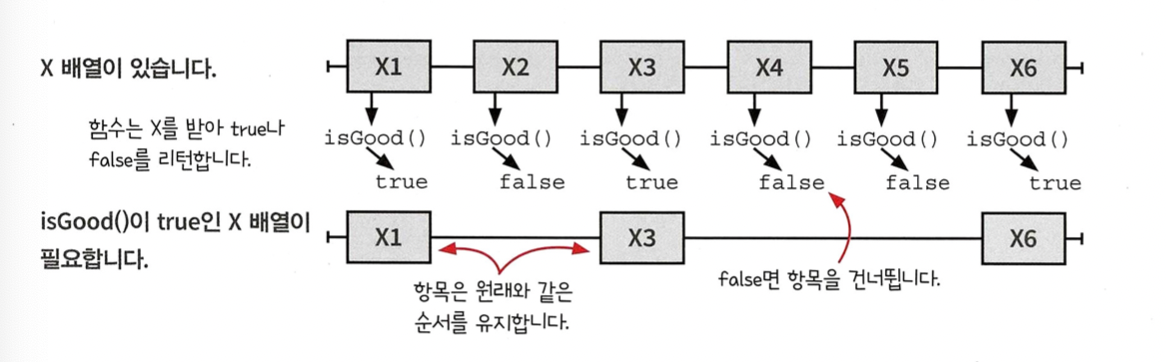 X 배열이 있습니다.
X1 X2 X3 X4 X5 X6
함수는 X를 받아 true나
false를 리턴합니다.
isGood() isGood() isGood() isGood() isGood() isGood()
true false true false false true
isGood()이 true인 X 배열이
필요합니다.
X1 X3 X6
항목은 원래와 같은
순서를 유지합니다.
false면 항목을 건너뜁니다.